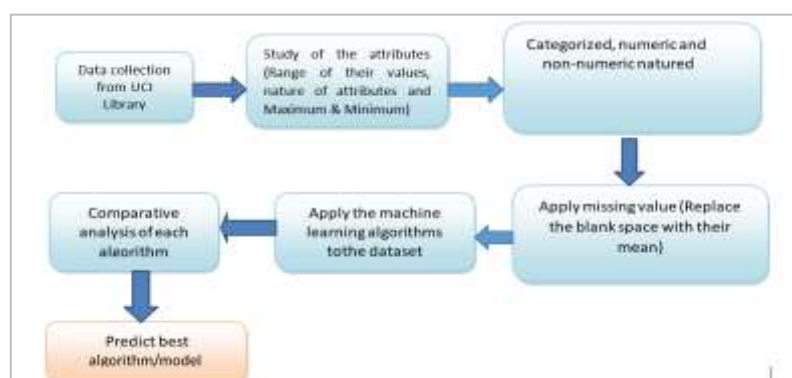 Data collection
from UCI
Library
Study of the attributes
(Range of their values,
nature of attributes and
Maximum & Minimum)
Categorized, numeric and
non-numeric natured
Apply missing value (Replace
the blank space with their
mean)
Apply the machine
learning algorithms
tothe dataset
Comparative
analysis of each
algorithm
Predict best
algorithm/model